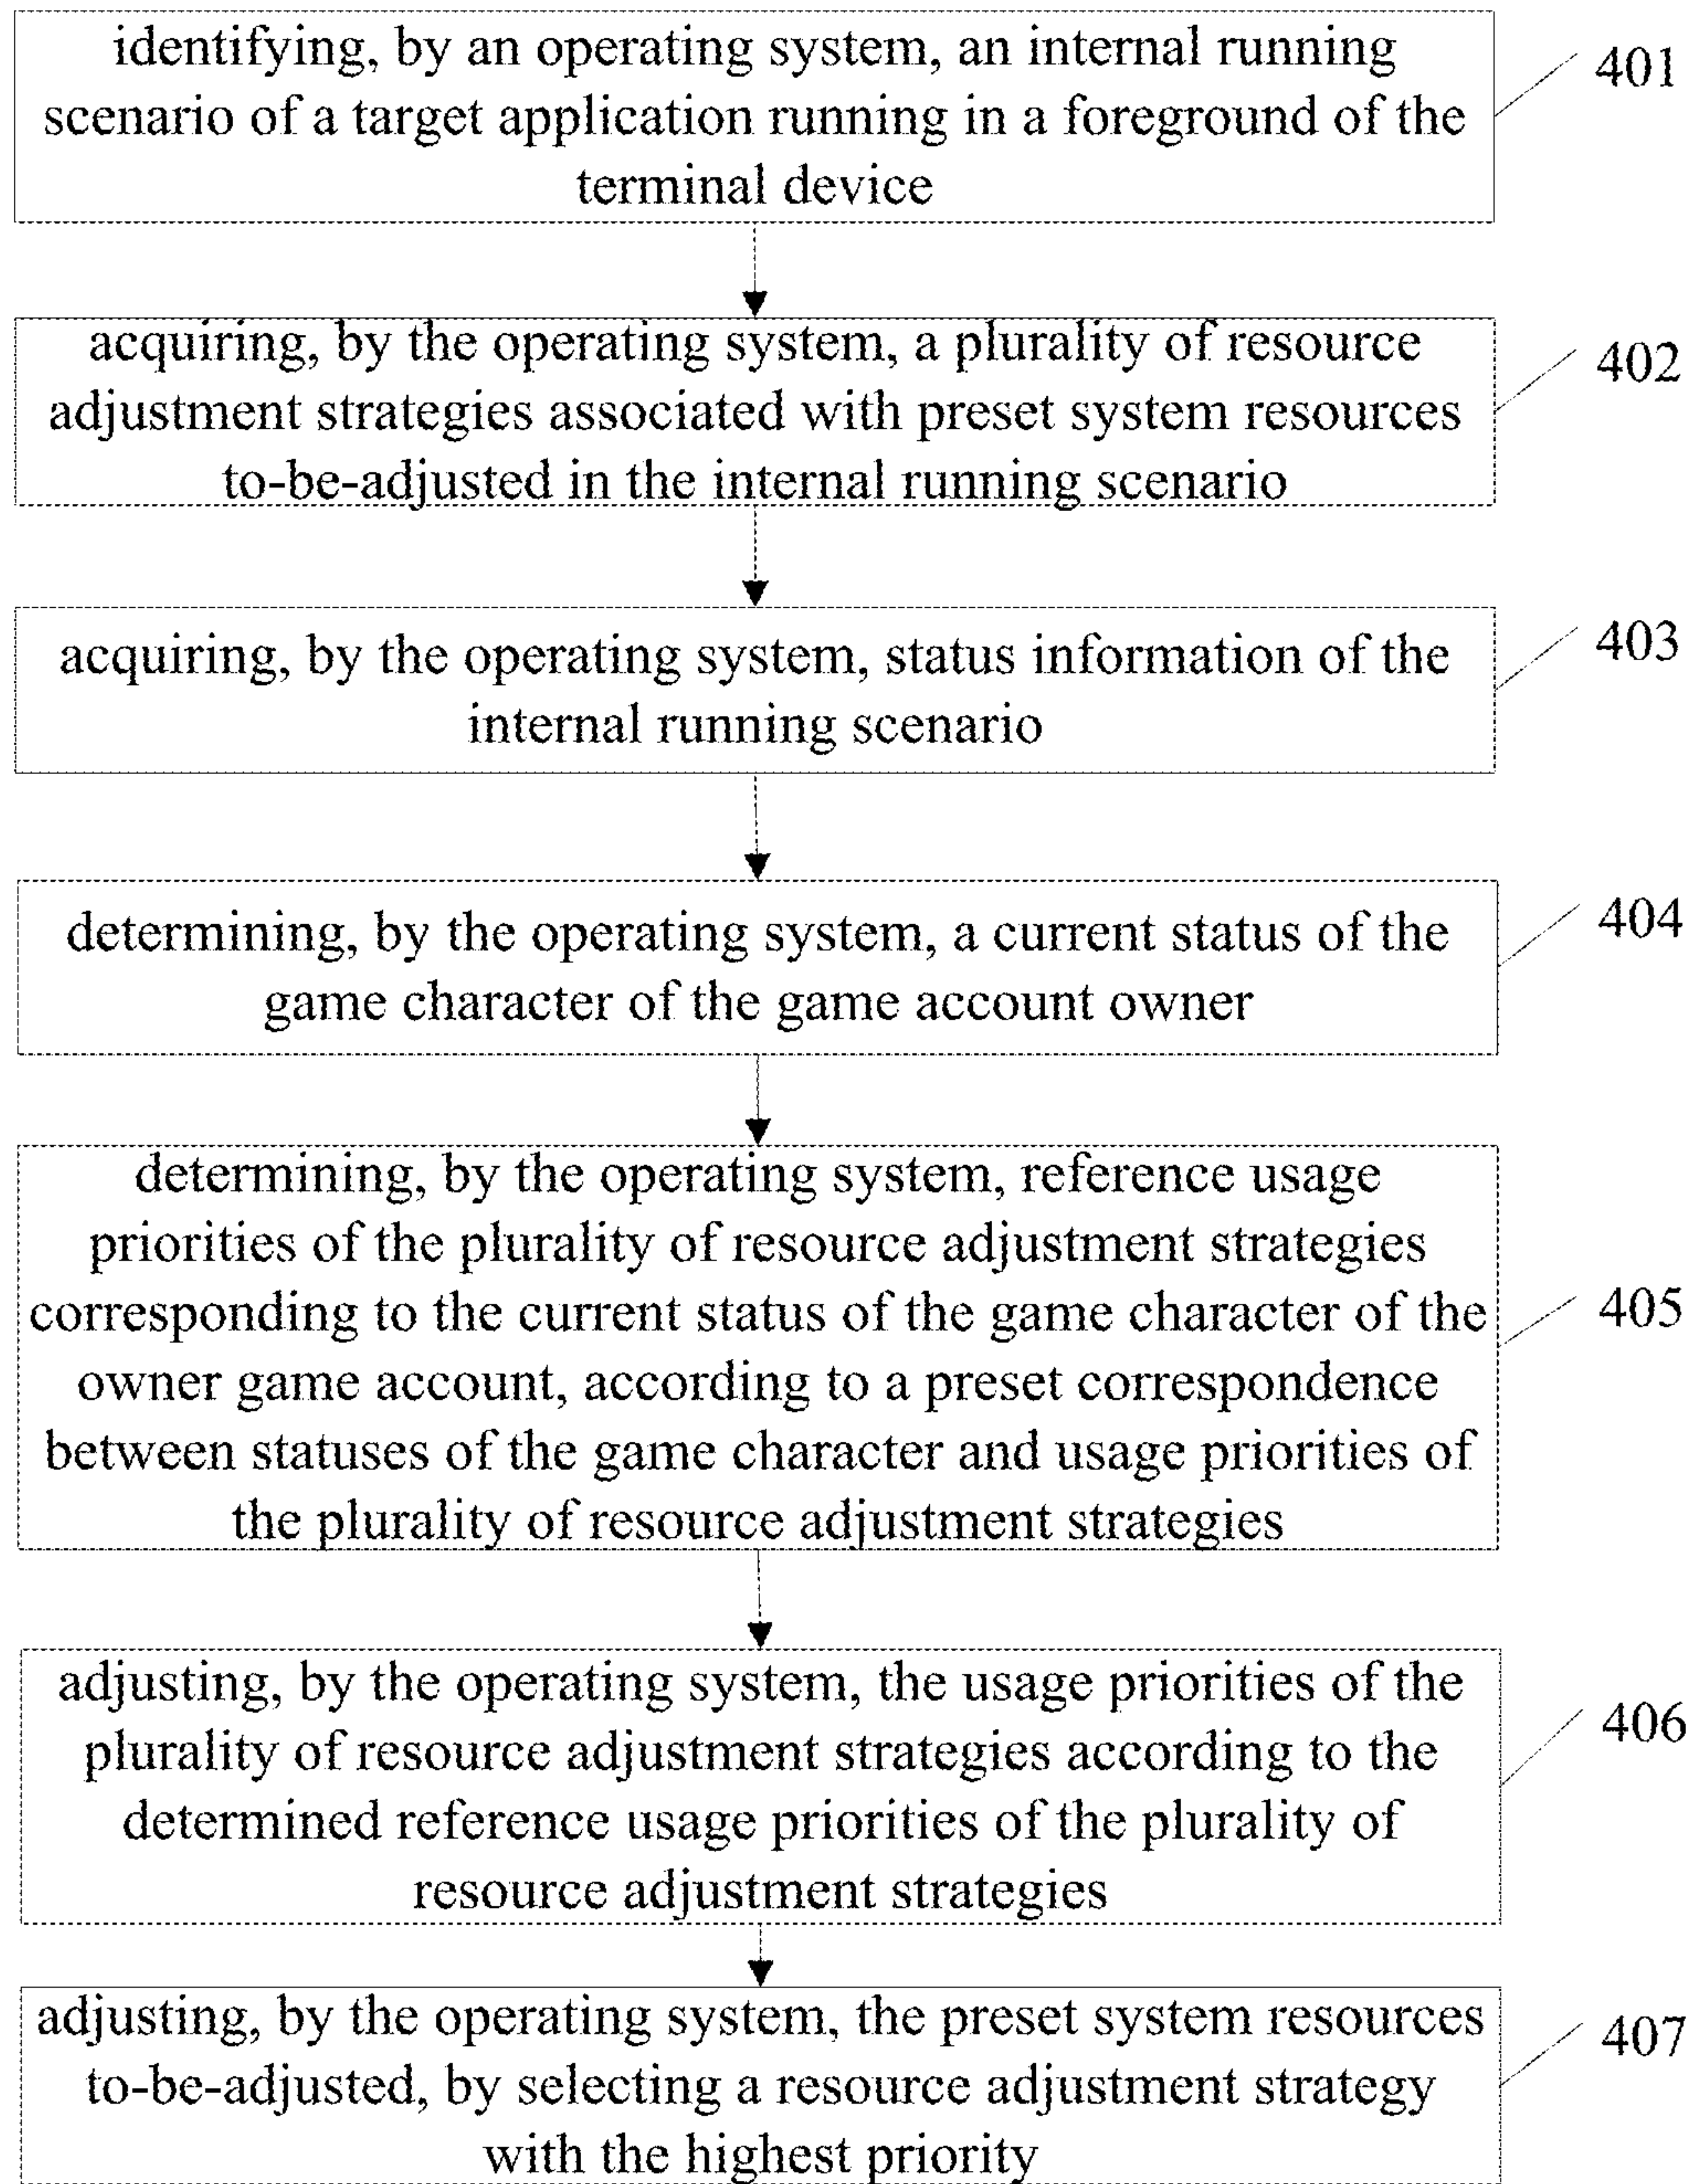 identifying, by an operating system, an internal running
scenario of a target application running in a foreground of the
terminal device
401
acquiring, by the operating system, a plurality of resource
adjustment strategies associated with preset system resources
to-be-adjusted in the internal running scenario
402
acquiring, by the operating system, status information of the
internal running scenario
403
determining, by the operating system, a current status of the
game character of the game account owner
404
determining, by the operating system, reference usage
priorities of the plurality of resource adjustment strategies
corresponding to the current status of the game character of the
owner game account, according to a preset correspondence
between statuses of the game character and usage priorities of
the plurality of resource adjustment strategies
405
adjusting, by the operating system, the usage priorities of the
plurality of resource adjustment strategies according to the
determined reference usage priorities of the plurality of
resource adjustment strategies
406
adjusting, by the operating system, the preset system resources
to-be-adjusted, by selecting a resource adjustment strategy
with the highest priority
407